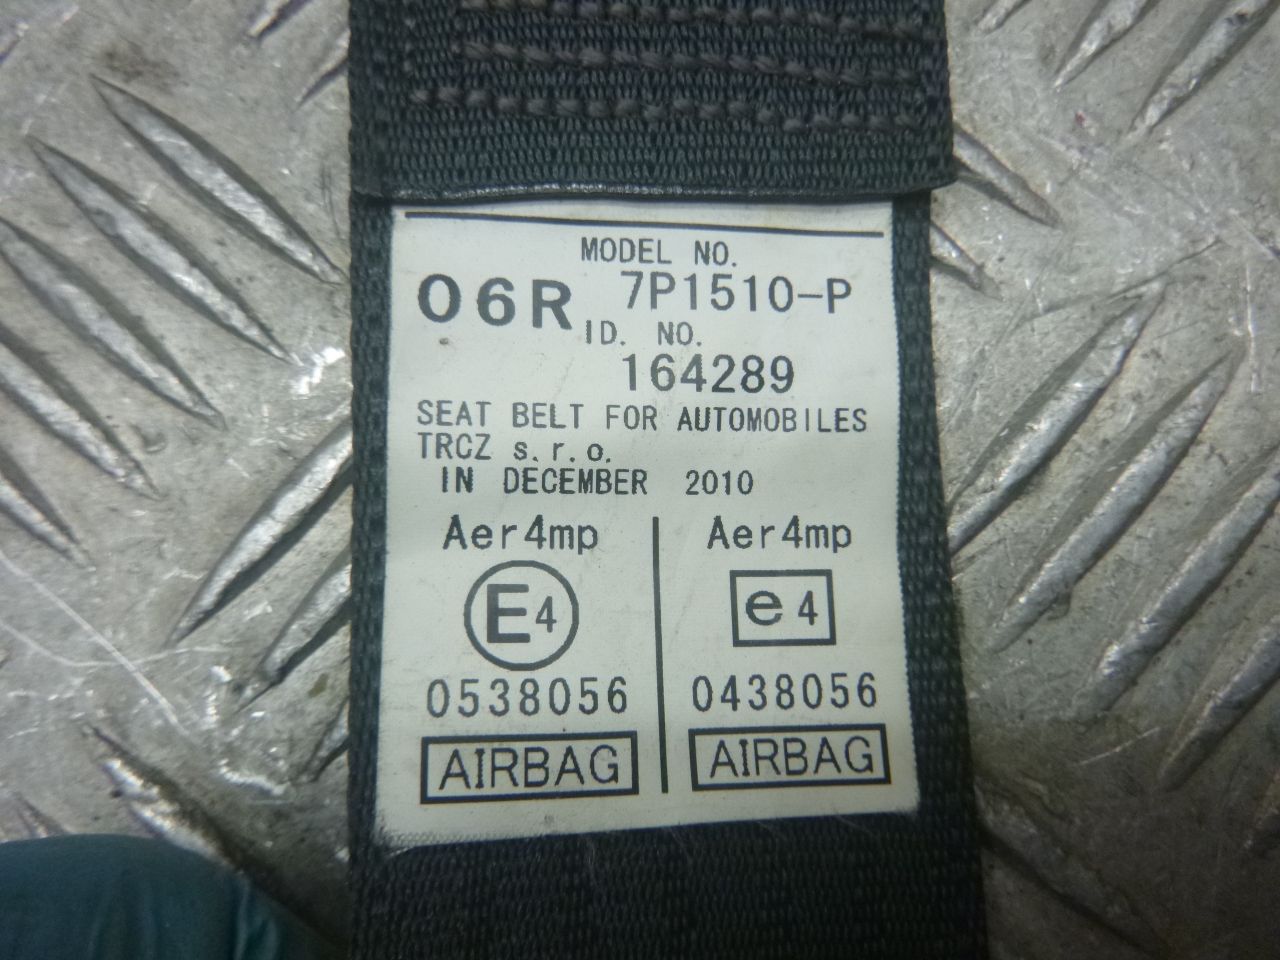 MODEL NO.
06R 7P1510-P
ID. NO.
164289
SEAT BELT FOR AUTOMOBILES
TRCZ s.r.o.
IN DECEMBER 2010
Aer4mp Aer4mp
E4 e4
0538056 0438056
AIRBAG AIRBAG